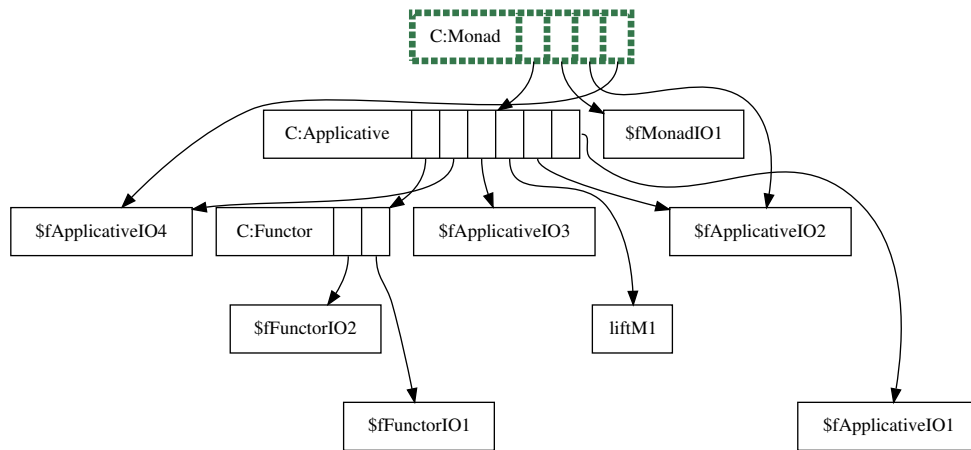 C:Monad
C:Applicative
$fMonadIO1
$fApplicativeIO4
C:Functor
$fApplicativeIO3
$fApplicativeIO2
$fFunctorIO2
liftM1
$fFunctorIO1
$fApplicativeIO1